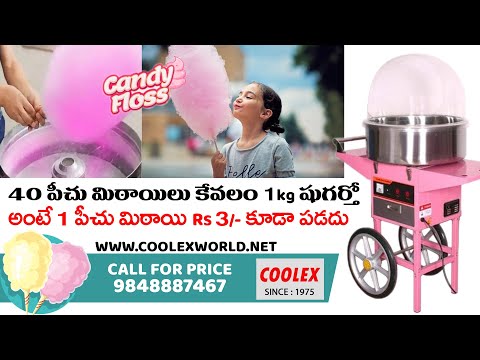 Candy
Floss
40 పీచు మిఠాయిలు కేవలం 1kg షుగర్తో
అంటే 1 పీచు మిఠాయి Rs 3/- కూడా పడదు
WWW.COOLEXWORLD.NET
CALL FOR PRICE
9848887467
COOLEX
SINCE : 1975